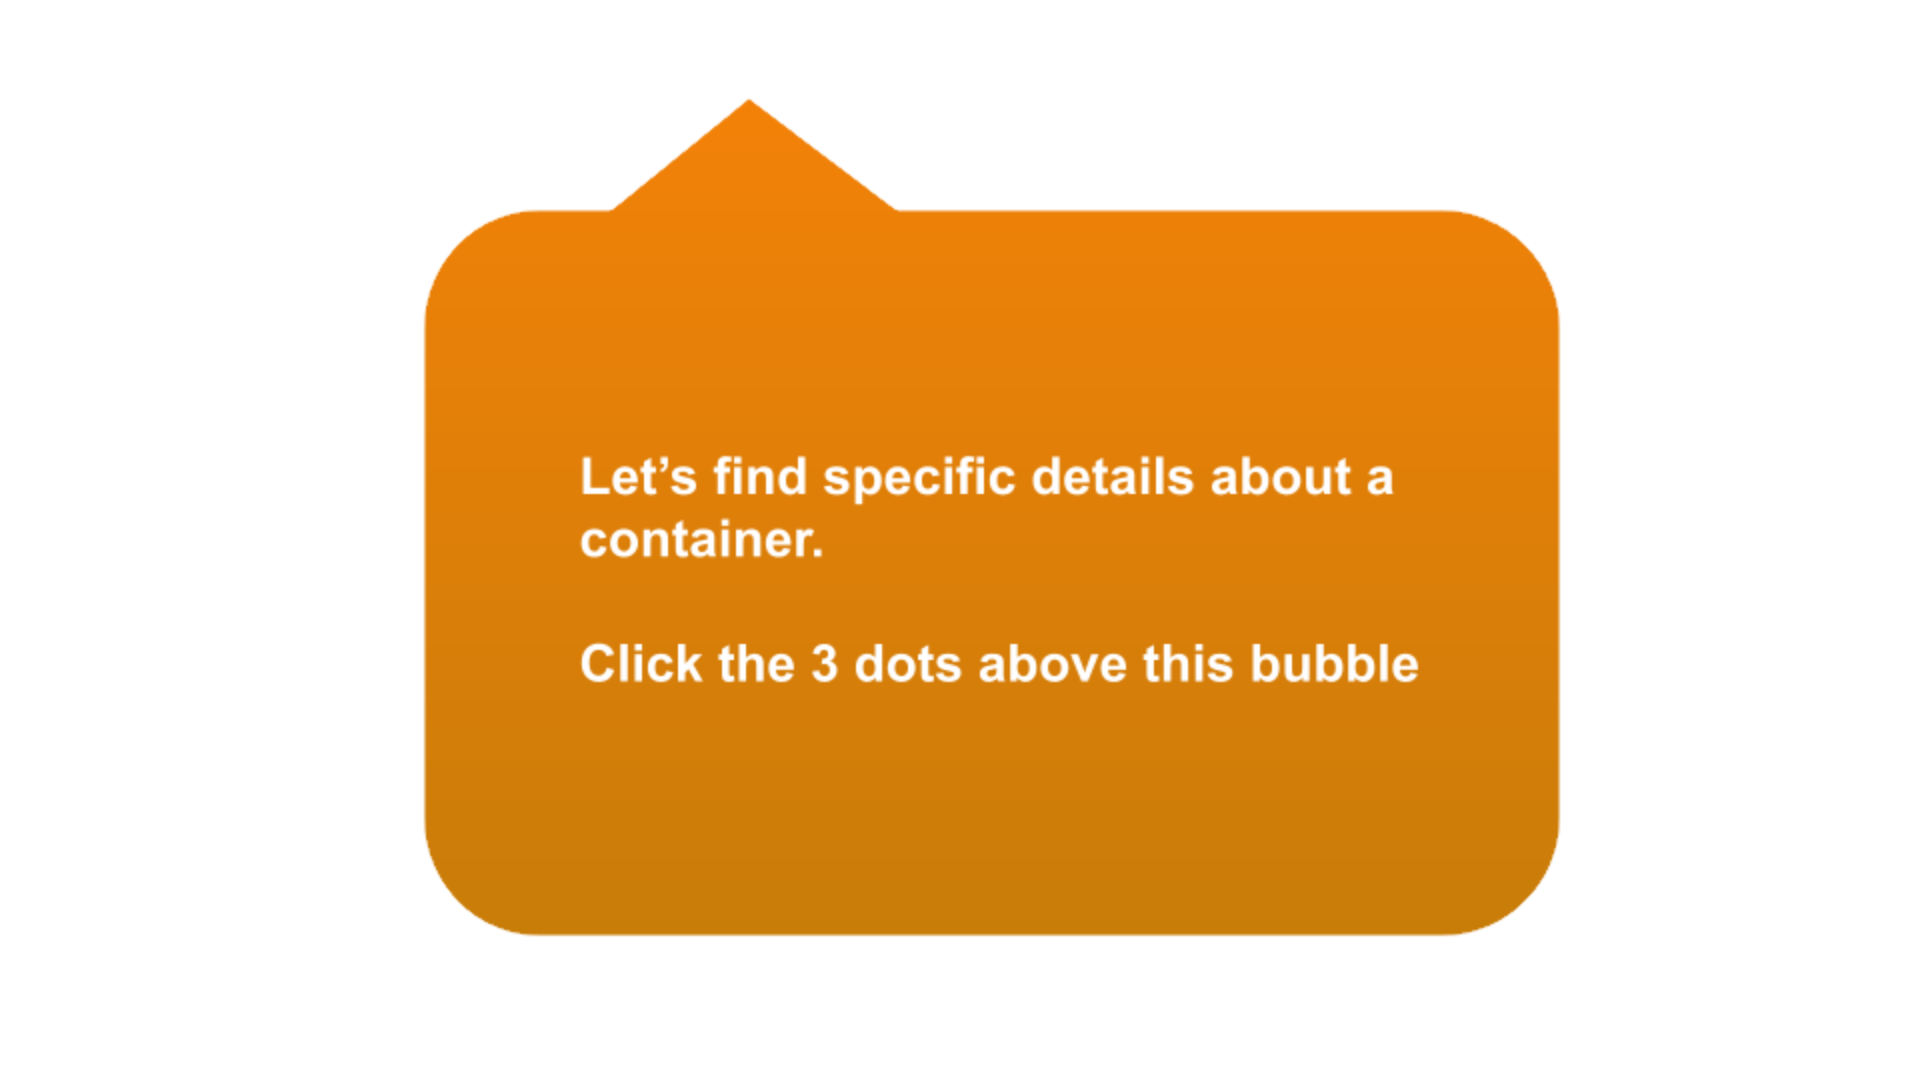 Let’s find specific details about a
container.
Click the 3 dots above this bubble